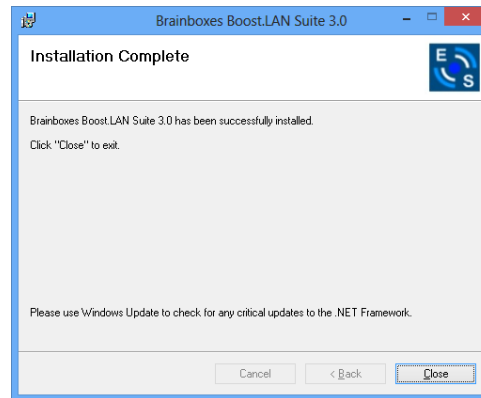 Brainboxes Boost.LAN Suite 3.0
Installation Complete
E
S
Brainboxes Boost.LAN Suite 3.0 has been successfully installed.
Click "Close" to exit.
Please use Windows Update to check for any critical updates to the .NET Framework.
Cancel
< Back
Close